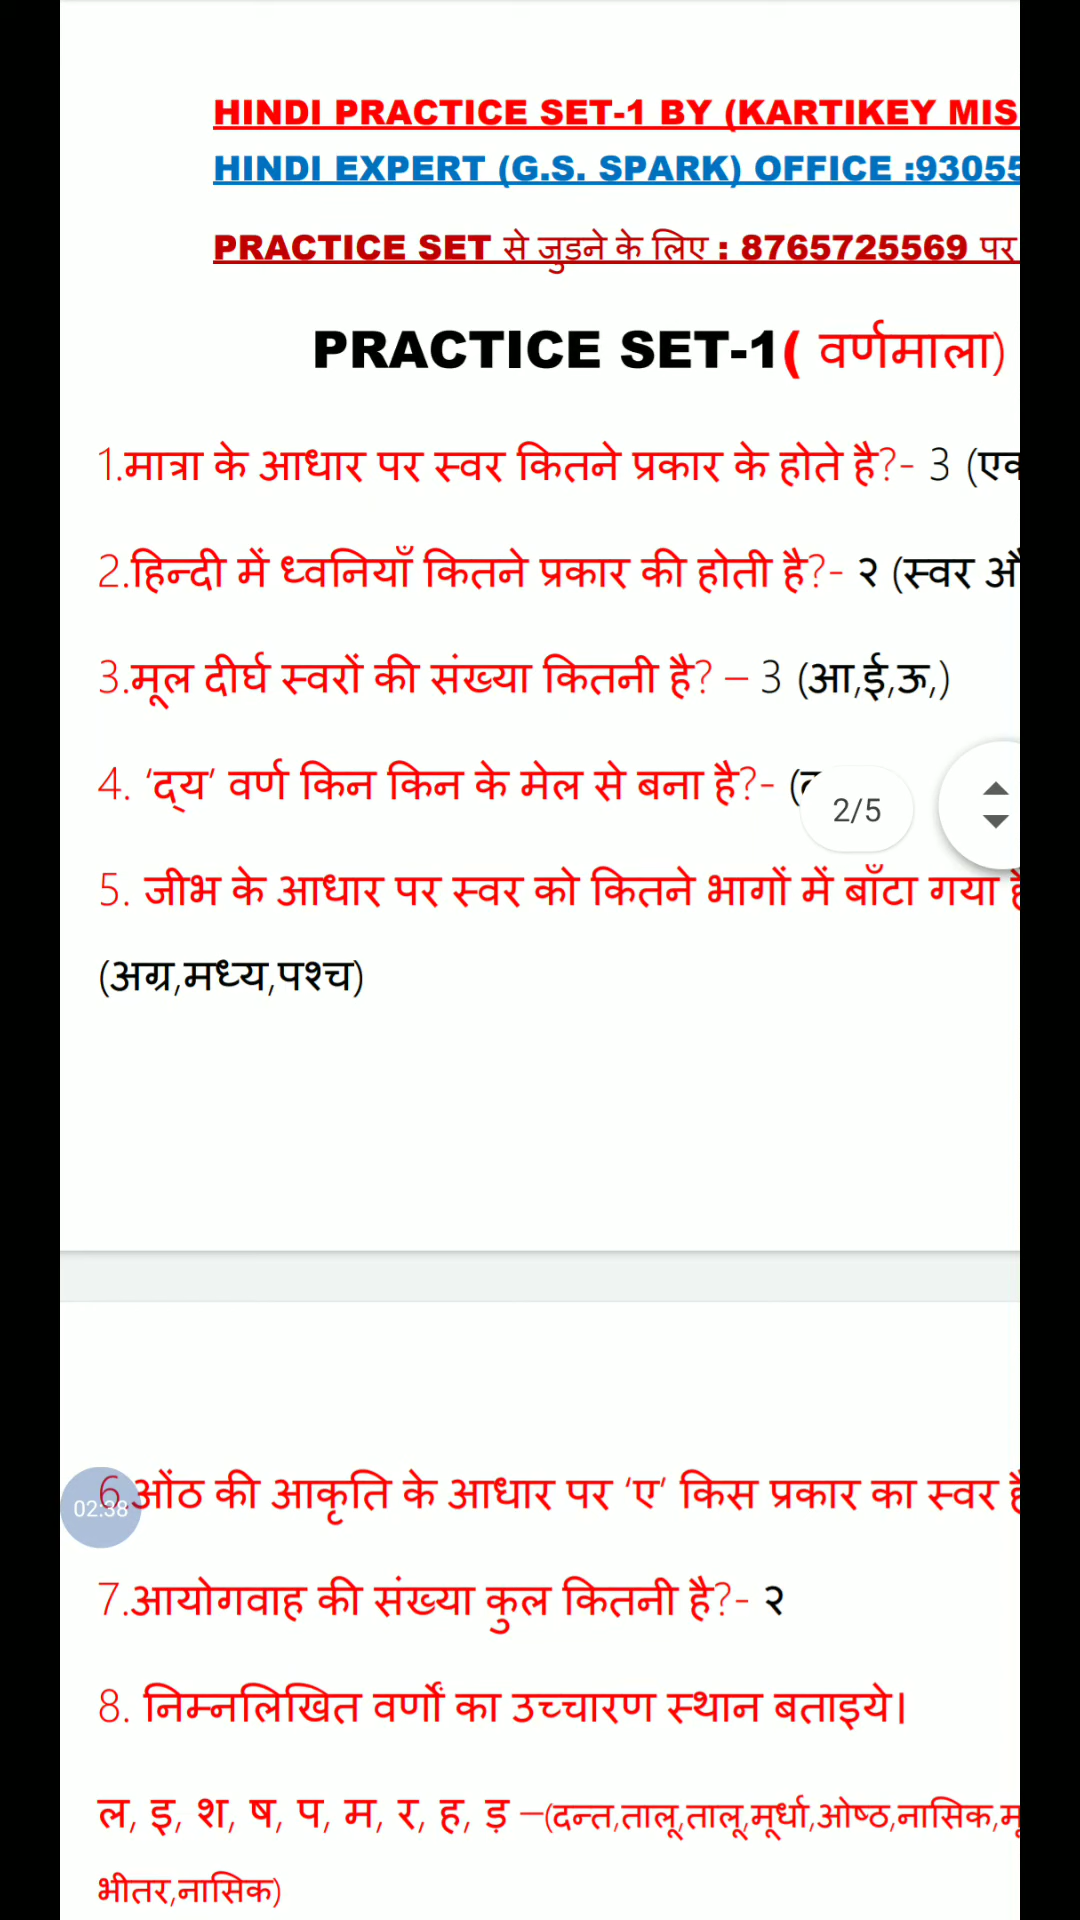 HINDI PRACTICE SET-1 BY (KARTIKEY MIS
HINDI EXPERT (G.S. SPARK) OFFICE :93055
PRACTICE SET से जुडने के लिए : 8765725569 पर
PRACTICE SET-1( वर्णमाला)
1.मात्रा के आधार पर स्वर कितने प्रकार के होते है?- 3 (एक
2.हिन्दी में ध्वनियाँ कितने प्रकार की होती है?- २ (स्वर औ
3.मूल दीर्घ स्वरों की संख्या कितनी है? – 3 (आ,ई,ऊ,)
4. ‘द्‌य’ वर्ण किन किन के मेल से बना है?- (
2/5
5. जीभ के आधार पर स्वर को कितने भागों में बाँटा गया है
(अग्र,मध्य,पश्च)
6.ओंठ की आकृति के आधार पर ‘ए’ किस प्रकार का स्वर है
02:38
7.आयोगवाह की संख्या कुल कितनी है?- २
8. निम्नलिखित वर्णों का उच्चारण स्थान बताइये।
ल, इ, श, ष, प, म, र, ह, ड़ –(दन्त,तालू,तालू,मूर्धा,ओष्ठ,नासिक,मू
भीतर,नासिक)